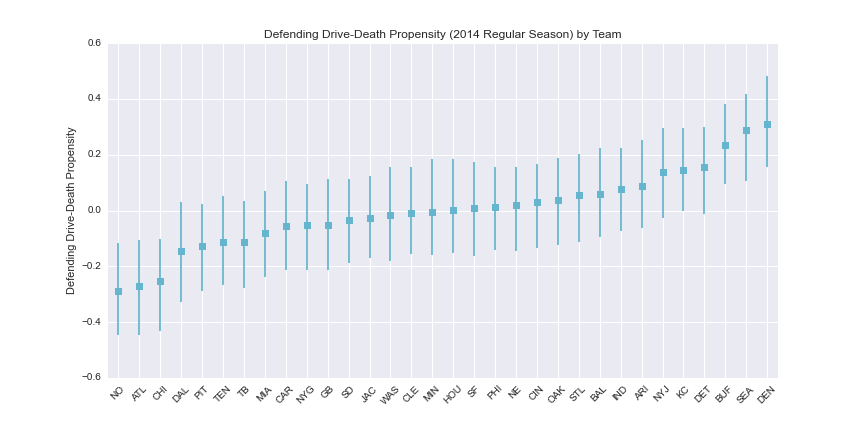 Defending Drive-Death Propensity (2014 Regular Season) by Team
Defending Drive-Death Propensity
0.6
0.4
0.2
0.0
−0.2
−0.4
−0.6
NO ATL CHI DAL PIT TEN TB MIA CAR NYG GB SD JAC WAS CLE MIN HOU SF PHI NE CIN OAK STL BAL IND ARI NYJ KC DET BUF SEA DEN